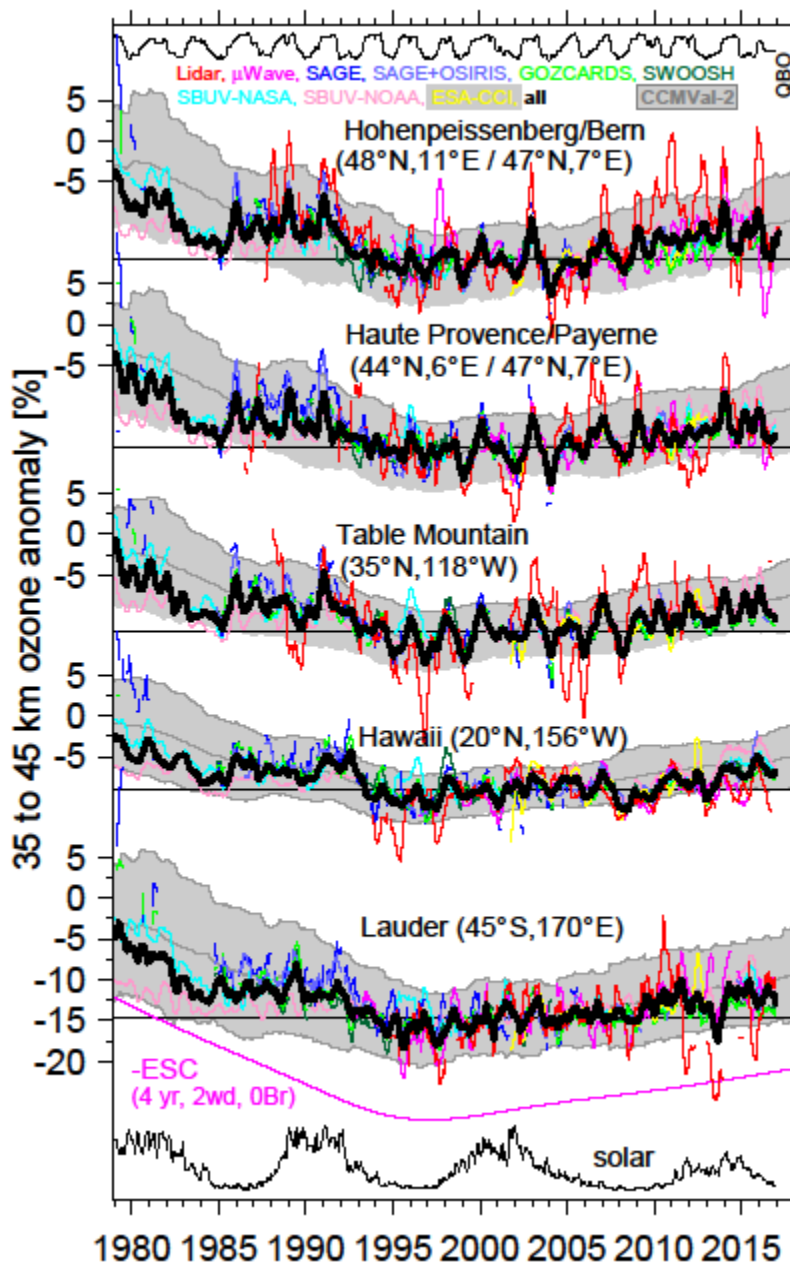 Lidar, µWave, SAGE, SAGE+OSIRIS, GOZCARDS, SWOOSH
SBUV-NASA, SBUV-NOAA, ESA-CCI, all CCMVal-2
QBO
35 to 45 km ozone anomaly [%]
Hohenpeissenberg/Bern
(48°N,11°E / 47°N,7°E)
5
0
-5
Haute Provence/Payerne
(44°N,6°E / 47°N,7°E)
5
0
-5
Table Mountain
(35°N,118°W)
5
0
-5
Hawaii (20°N,156°W)
5
0
-5
Lauder (45°S,170°E)
5
0
-5
-10
-15
-20
-ESC
(4 yr, 2wd, 0Br)
solar
1980 1985 1990 1995 2000 2005 2010 2015